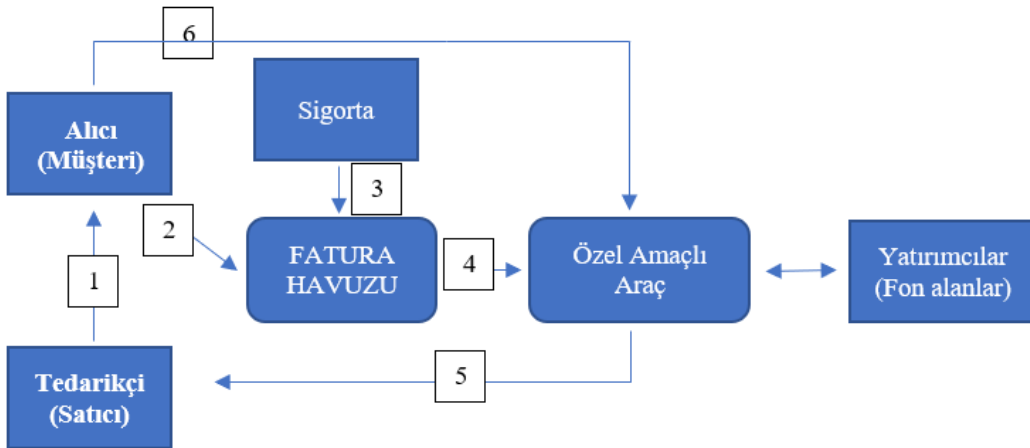 6
Sigorta
Alıcı
(Müşteri)
3
2
FATURA
HAVUZU
4
Özel Amaçlı
Araç
Yatırımcılar
(Fon alanlar)
1
5
Tedarikçi
(Satıcı)